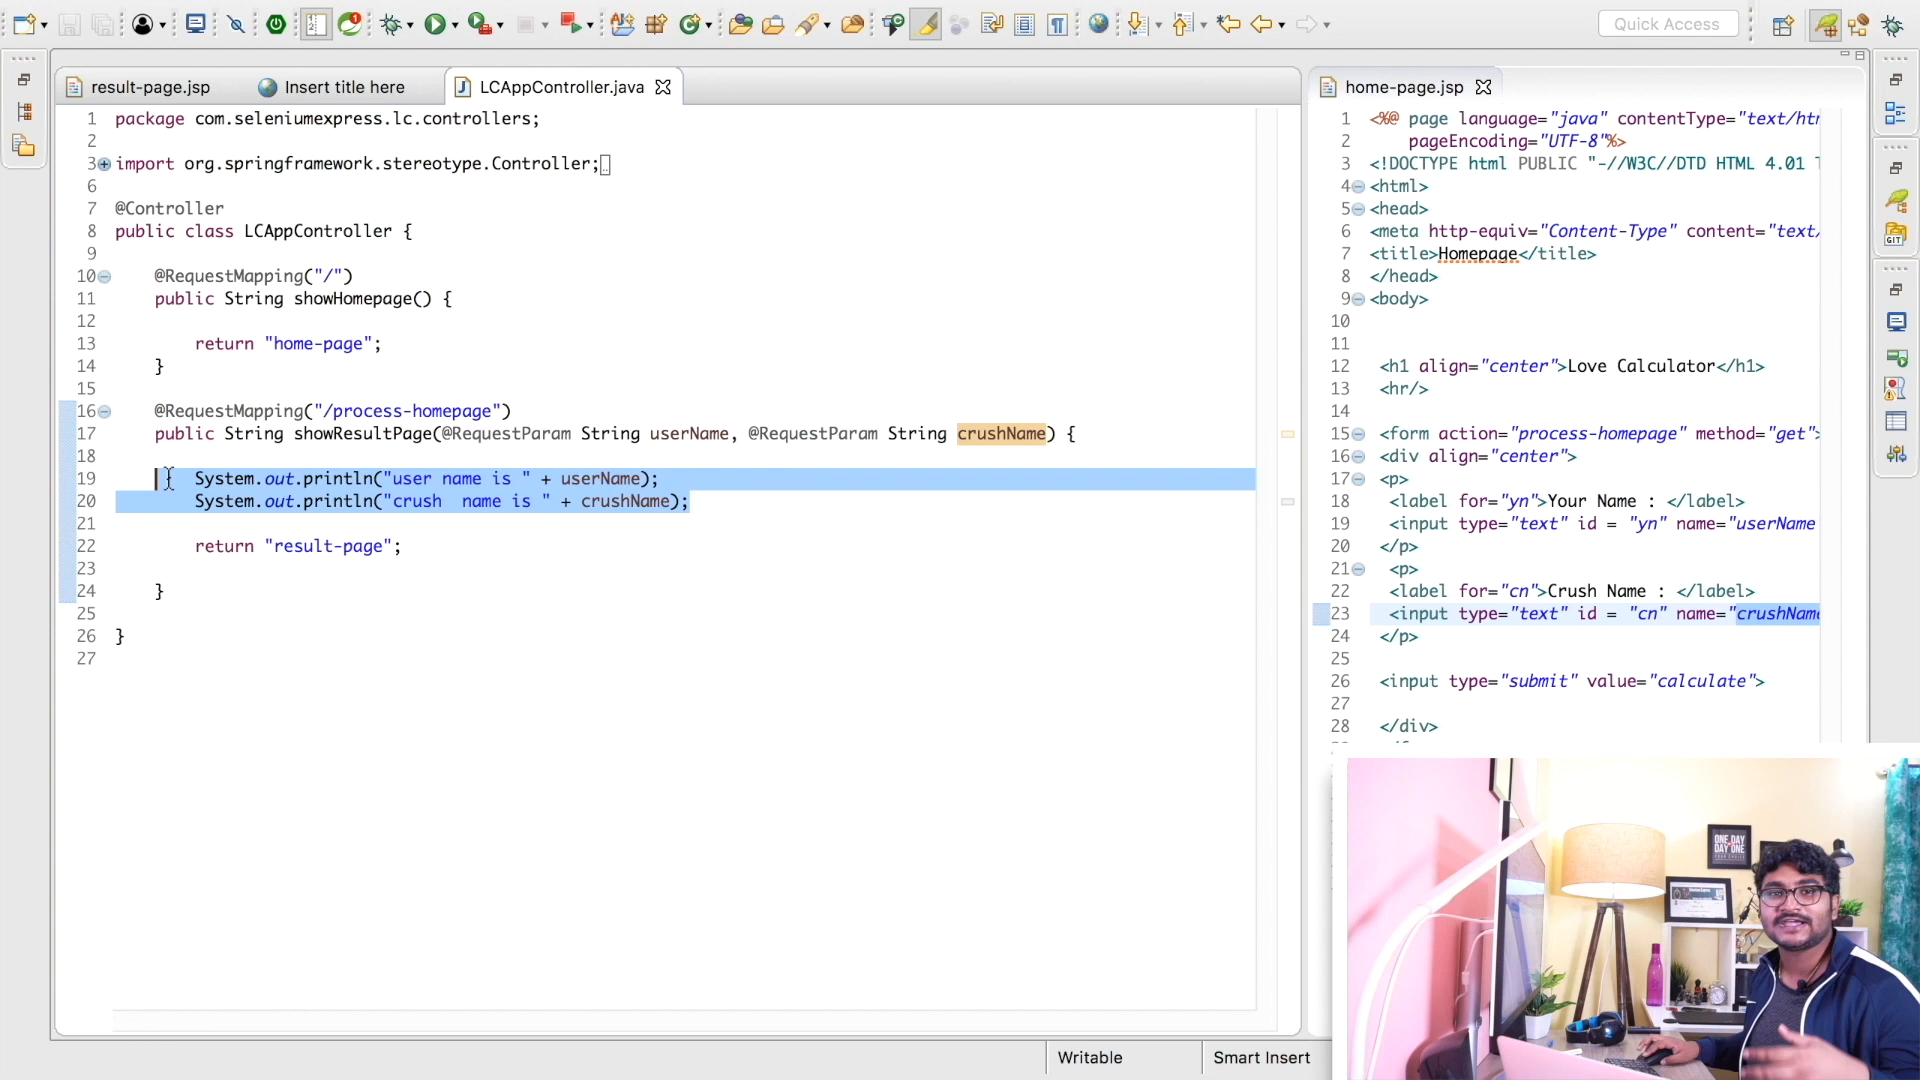 Quick Access
result-page.jsp
Insert title here
LCAppController.java
home-page.jsp
1 package com.seleniumexpress.lc.controllers;
2
3 import org.springframework.stereotype.Controller;
6
7 @Controller
8 public class LCAppController {
9
10 @RequestMapping("/")
11 public String showHomepage() {
12
13 return "home-page";
14 }
15
16 @RequestMapping("/process-homepage")
17 public String showResultPage(@RequestParam String userName, @RequestParam String crushName) {
18
19 System.out.println("user name is " + userName);
20 System.out.println("crush  name is " + crushName);
21
22 return "result-page";
23
24 }
25
26 }
27
1 <%@ page language="java" contentType="text/htm
2 pageEncoding="UTF-8"%>
3 <!DOCTYPE html PUBLIC "-//W3C//DTD HTML 4.01 T
4 <html>
5 <head>
6 <meta http-equiv="Content-Type" content="text/
7 <title>Homepage</title>
8 </head>
9 <body>
10
11
12 <h1 align="center">Love Calculator</h1>
13 <hr/>
14
15 <form action="process-homepage" method="get">
16 <div align="center">
17 <p>
18 <label for="yn">Your Name : </label>
19 <input type="text" id = "yn" name="userName
20 </p>
21 <p>
22 <label for="cn">Crush Name : </label>
23 <input type="text" id = "cn" name="crushName
24 </p>
25
26 <input type="submit" value="calculate">
27
28 </div>
ONE DAY
DAY ONE
Writable
Smart Insert